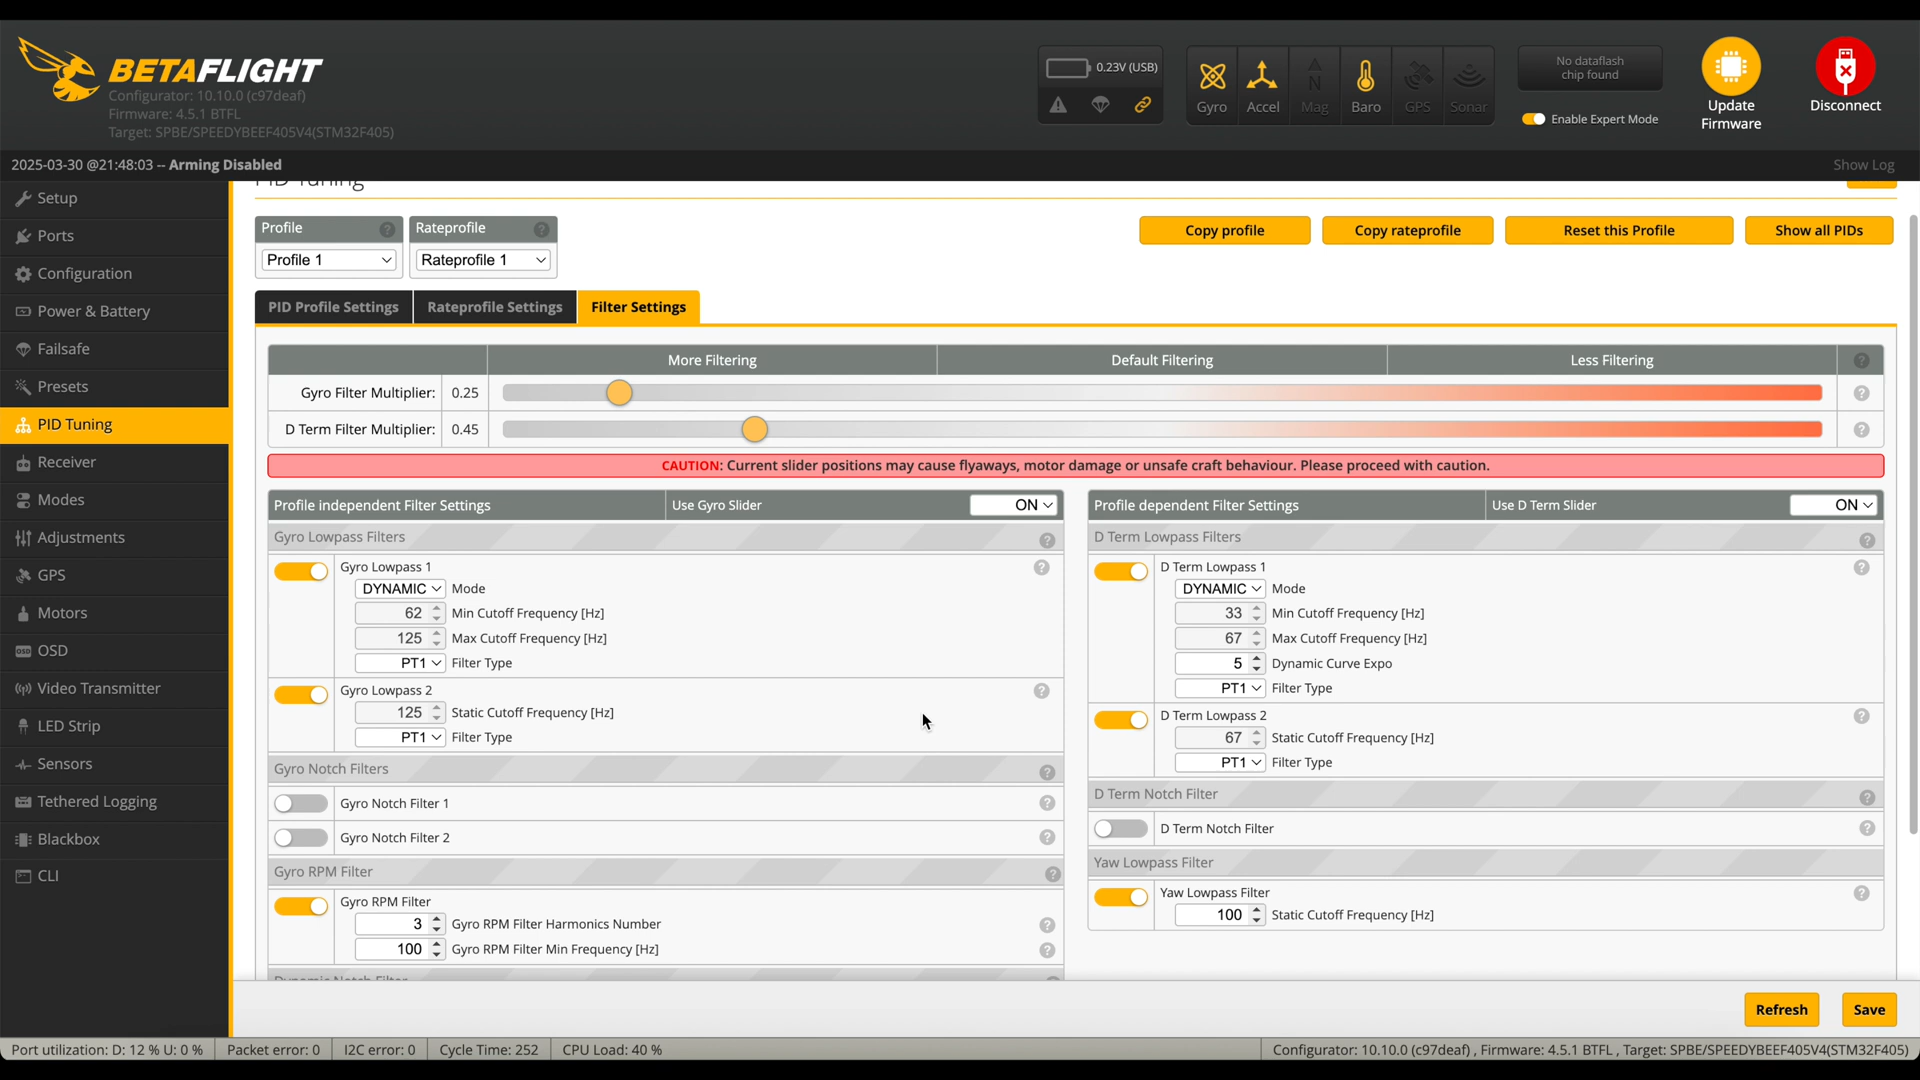 BETAFLIGHT
Configurator: 10.10.0 (c97deaf)
Firmware: 4.5.1 BTFL
Target: SPBE/SPEEDYBEEF405V4(STM32F405)
0.23V (USB)
Gyro
Accel
Mag
Baro
GPS
Sonar
No dataflash
chip found
Enable Expert Mode
Update
Firmware
Disconnect
2025-03-30 @21:48:03 -- Arming Disabled
Show Log
Setup
Ports
Configuration
Power & Battery
Failsafe
Presets
PID Tuning
Receiver
Modes
Adjustments
GPS
Motors
OSD
Video Transmitter
LED Strip
Sensors
Tethered Logging
Blackbox
CLI
PID Tuning
Profile
Rateprofile
Profile 1
Rateprofile 1
Copy profile
Copy rateprofile
Reset this Profile
Show all PIDs
PID Profile Settings
Rateprofile Settings
Filter Settings
More Filtering
Default Filtering
Less Filtering
Gyro Filter Multiplier: 0.25
D Term Filter Multiplier: 0.45
CAUTION: Current slider positions may cause flyaways, motor damage or unsafe craft behaviour. Please proceed with caution.
Profile independent Filter Settings
Use Gyro Slider
ON
Gyro Lowpass Filters
Gyro Lowpass 1
DYNAMIC Mode
62 Min Cutoff Frequency [Hz]
125 Max Cutoff Frequency [Hz]
PT1 Filter Type
Gyro Lowpass 2
125 Static Cutoff Frequency [Hz]
PT1 Filter Type
Gyro Notch Filters
Gyro Notch Filter 1
Gyro Notch Filter 2
Gyro RPM Filter
Gyro RPM Filter
3 Gyro RPM Filter Harmonics Number
100 Gyro RPM Filter Min Frequency [Hz]
Dynamic Notch Filter
Profile dependent Filter Settings
Use D Term Slider
ON
D Term Lowpass Filters
D Term Lowpass 1
DYNAMIC Mode
33 Min Cutoff Frequency [Hz]
67 Max Cutoff Frequency [Hz]
5 Dynamic Curve Expo
PT1 Filter Type
D Term Lowpass 2
67 Static Cutoff Frequency [Hz]
PT1 Filter Type
D Term Notch Filter
D Term Notch Filter
Yaw Lowpass Filter
Yaw Lowpass Filter
100 Static Cutoff Frequency [Hz]
Refresh
Save
Port utilization: D: 12 % U: 0 %
Packet error: 0
I2C error: 0
Cycle Time: 252
CPU Load: 40 %
Configurator: 10.10.0 (c97deaf) , Firmware: 4.5.1 BTFL , Target: SPBE/SPEEDYBEEF405V4(STM32F405)